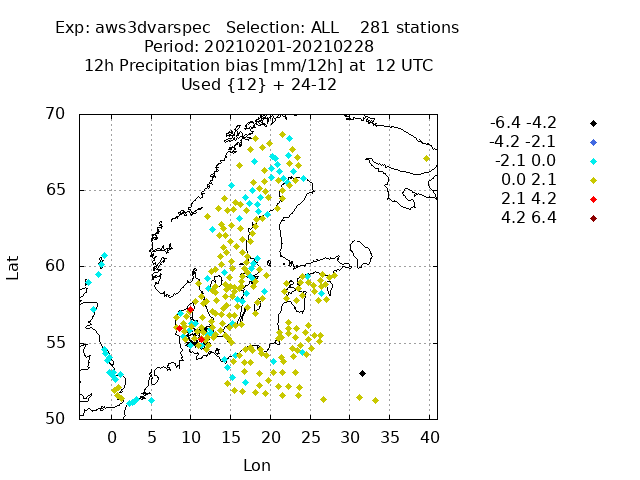 Exp: aws3dvarspec   Selection: ALL    281 stations
Period: 20210201-20210228
12h Precipitation bias [mm/12h] at  12 UTC
Used {12} + 24-12
-6.4 -4.2
-4.2 -2.1
-2.1 0.0
0.0 2.1
2.1 4.2
4.2 6.4
70
65
60
55
50
Lat
0 5 10 15 20 25 30 35 40
Lon